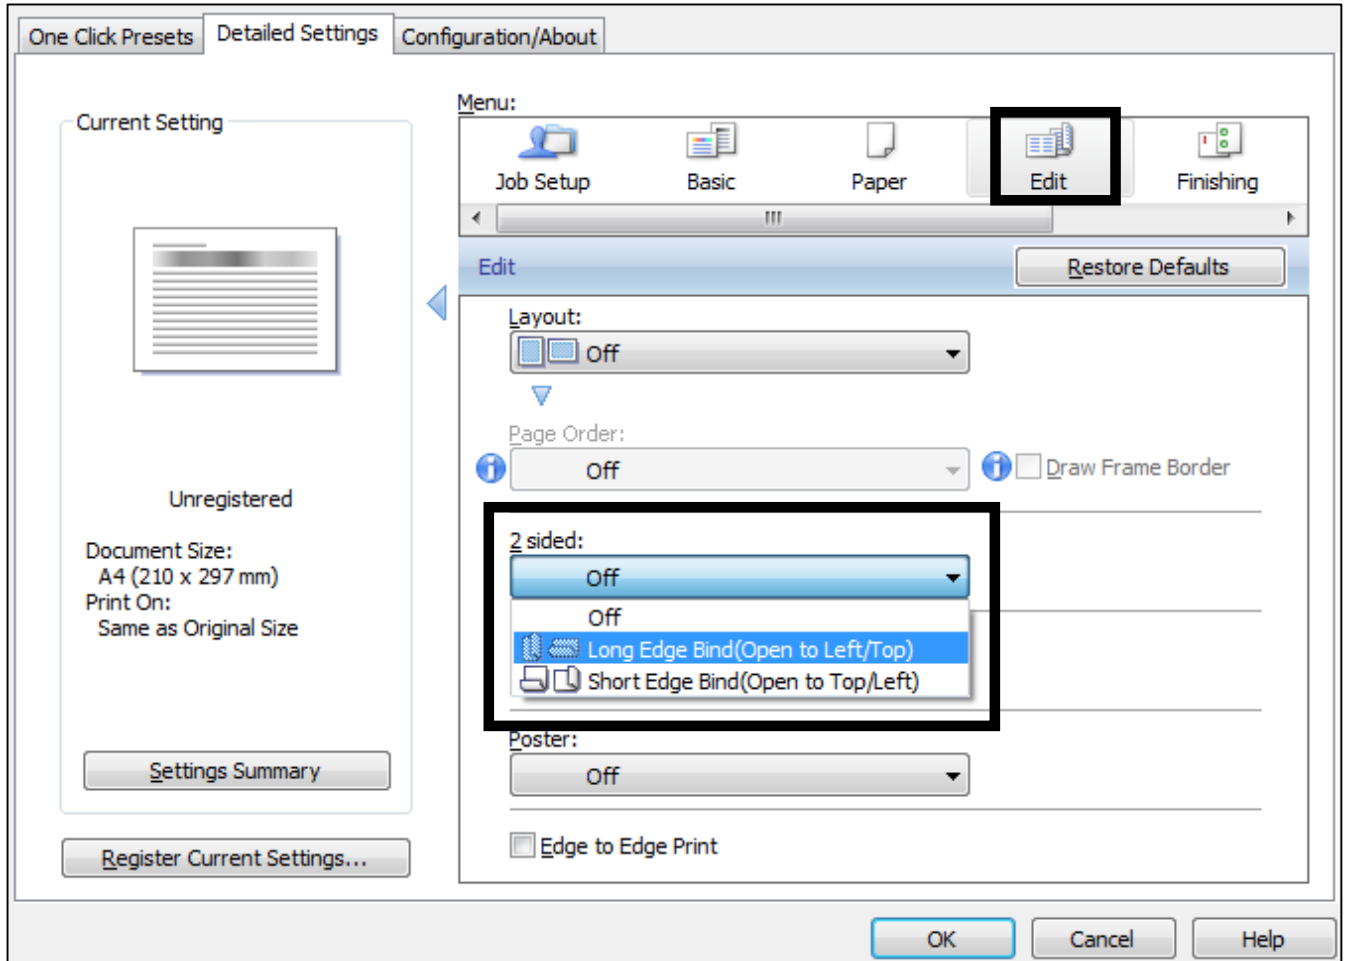 One Click Presets
Detailed Settings
Configuration/About
Current Setting
Unregistered
Document Size:
A4 (210 x 297 mm)
Print On:
Same as Original Size
Settings Summary
Register Current Settings...
Menu:
Job Setup
Basic
Paper
Edit
Finishing
Edit
Restore Defaults
Layout:
Off
Page Order:
Off
Draw Frame Border
2 sided:
Off
Off
Long Edge Bind(Open to Left/Top)
Short Edge Bind(Open to Top/Left)
Poster:
Off
Edge to Edge Print
OK
Cancel
Help